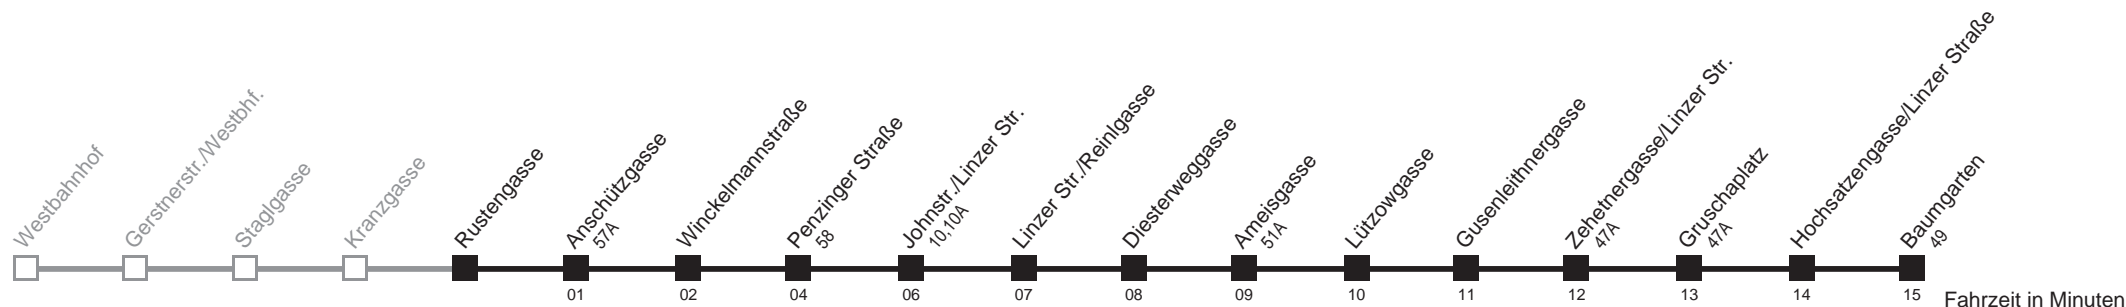 Westbahnhof
Gerstnerstr./Westbhf.
Staglgasse
Kranzgasse
Rustengasse
Anschützgasse
57A
Winckelmannstraße
Penzinger Straße
58
Johnstr./Linzer Str.
10,10A
Linzer Str./Reinlgasse
Diesterweggasse
Ameisgasse
51A
Lützowgasse
Gusenleithnergasse
Zehetnergasse/Linzer Str.
47A
Gruschaplatz
47A
Hochsatzengasse/Linzer Straße
Baumgarten
49
01 02 04 06 07 08 09 10 11 12 13 14 15 Fahrzeit in Minuten